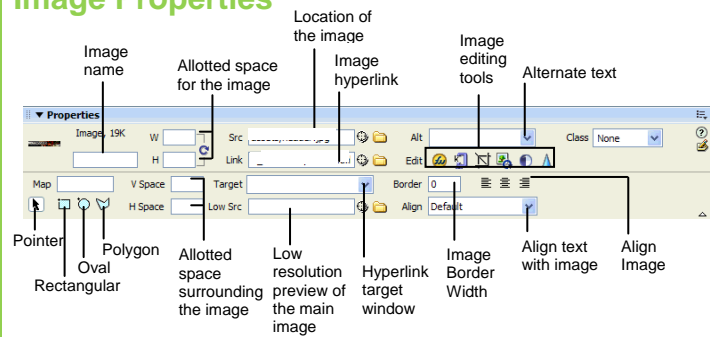 Image Properties
Location of
the image
Image
name
Allotted space
for the image
Image
hyperlink
Image
editing
tools
Alternate text
Properties
Image, 19K
W
Src
Alt
Class None
H
Link
Edit
Map
V Space
Target
Border 0
H Space
Low Src
Align Default
Pointer
Rectangular
Oval
Polygon
Allotted
space
surrounding
the image
Low
resolution
preview of
the main
image
Hyperlink
target
window
Image
Border
Width
Align text
with image
Align
Image